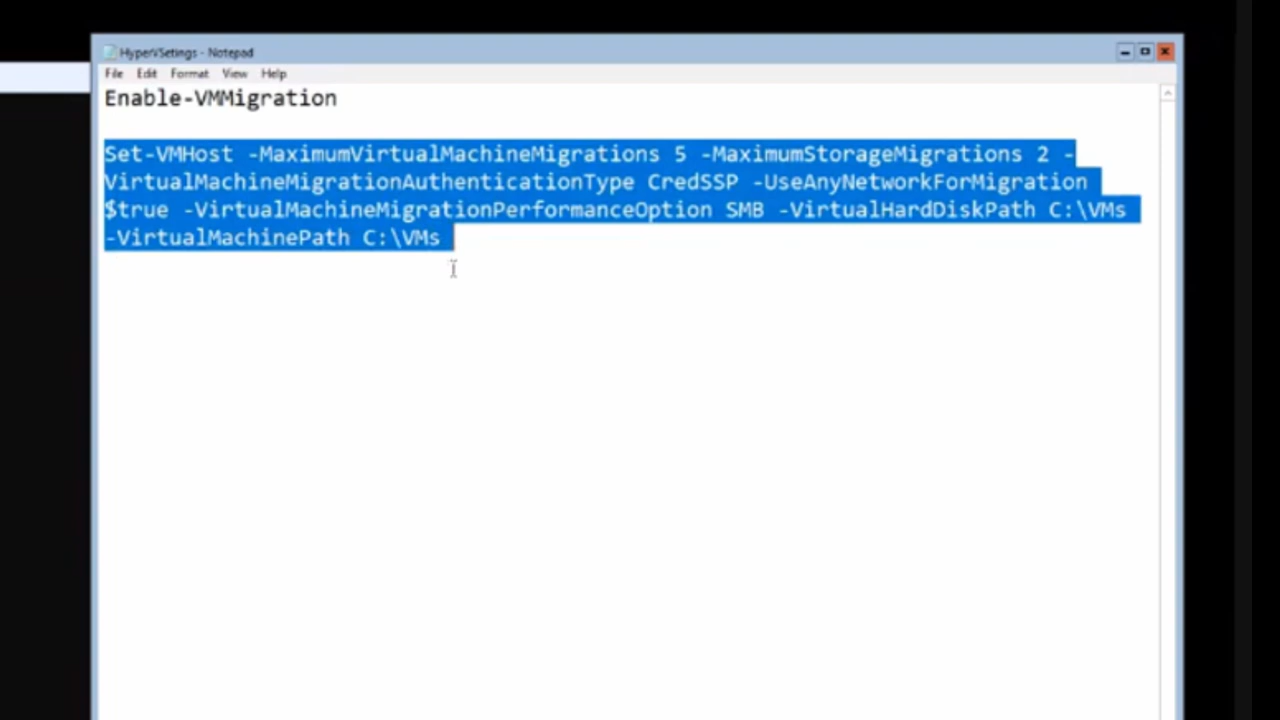 HyperVSetings - Notepad
File Edit Format View Help
Enable-VMMigration
Set-VMHost -MaximumVirtualMachineMigrations 5 -MaximumStorageMigrations 2 -
VirtualMachineMigrationAuthenticationType CredSSP -UseAnyNetworkForMigration
$true -VirtualMachineMigrationPerformanceOption SMB -VirtualHardDiskPath C:\VMs
-VirtualMachinePath C:\VMs